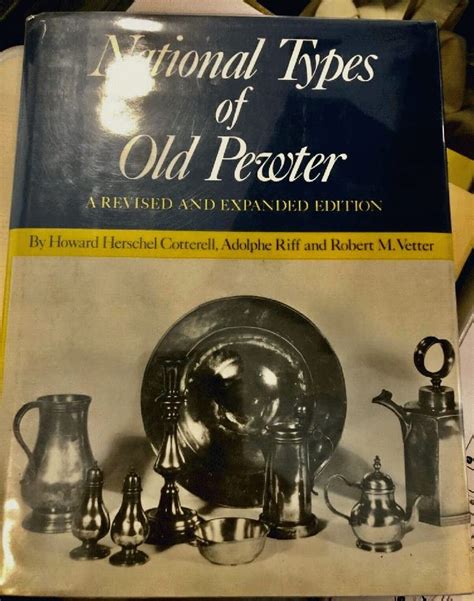 National Types
of
Old Pewter
A REVISED AND EXPANDED EDITION
By Howard Herschel Cotterell, Adolphe Riff and Robert M. Vetter